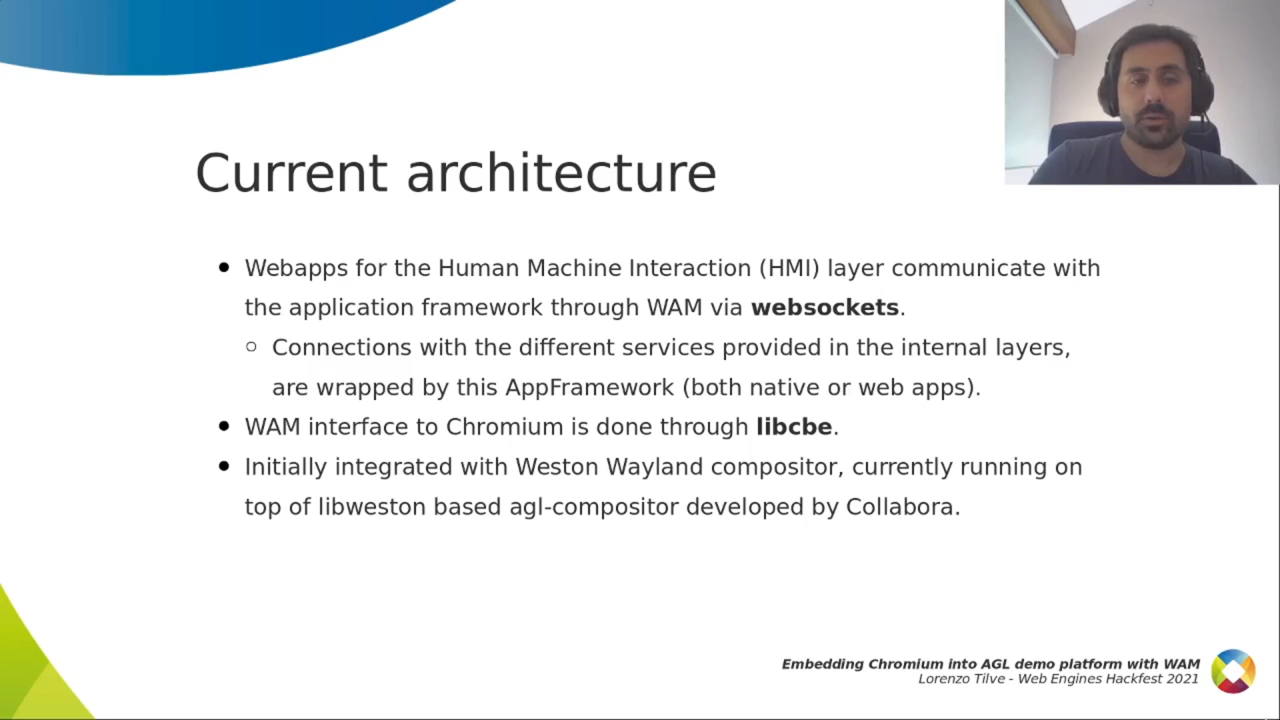 Current architecture
Webapps for the Human Machine Interaction (HMI) layer communicate with
the application framework through WAM via websockets.
Connections with the different services provided in the internal layers,
are wrapped by this AppFramework (both native or web apps).
WAM interface to Chromium is done through libcbe.
Initially integrated with Weston Wayland compositor, currently running on
top of libweston based agl-compositor developed by Collabora.
Embedding Chromium into AGL demo platform with WAM
Lorenzo Tilve - Web Engines Hackfest 2021